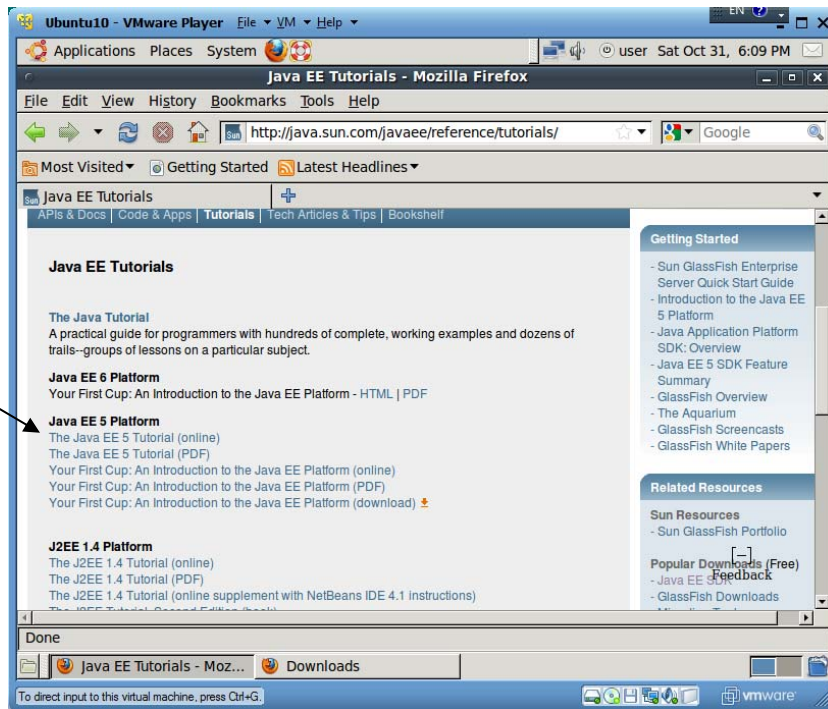 Ubuntu10 - VMware Player File VM Help EN
Applications Places System user Sat Oct 31, 6:09 PM
Java EE Tutorials - Mozilla Firefox
File Edit View History Bookmarks Tools Help
Sun http://java.sun.com/javaee/reference/tutorials/ Google
Most Visited Getting Started Latest Headlines
Sun Java EE Tutorials
APIs & Docs | Code & Apps | Tutorials | Tech Articles & Tips | Bookshelf
Java EE Tutorials
The Java Tutorial
A practical guide for programmers with hundreds of complete, working examples and dozens of
trails--groups of lessons on a particular subject.
Java EE 6 Platform
Your First Cup: An Introduction to the Java EE Platform - HTML | PDF
Java EE 5 Platform
The Java EE 5 Tutorial (online)
The Java EE 5 Tutorial (PDF)
Your First Cup: An Introduction to the Java EE Platform (online)
Your First Cup: An Introduction to the Java EE Platform (PDF)
Your First Cup: An Introduction to the Java EE Platform (download)
J2EE 1.4 Platform
The J2EE 1.4 Tutorial (online)
The J2EE 1.4 Tutorial (PDF)
The J2EE 1.4 Tutorial (online supplement with NetBeans IDE 4.1 instructions)
The J2EE Tutorial, Second Edition (book)
Getting Started
- Sun GlassFish Enterprise
Server Quick Start Guide
- Introduction to the Java EE
5 Platform
- Java Application Platform
SDK: Overview
- Java EE 5 SDK Feature
Summary
- GlassFish Overview
- The Aquarium
- GlassFish Screencasts
- GlassFish White Papers
Related Resources
Sun Resources
- Sun GlassFish Portfolio
[–]
Feedback
Popular Downloads (Free)
- Java EE SDK
- GlassFish Downloads
Done
Java EE Tutorials - Moz... Downloads
To direct input to this virtual machine, press Ctrl+G. vmware